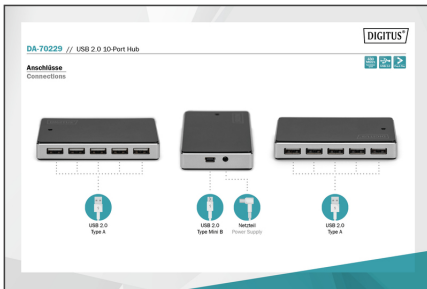 DIGITUS®
DA-70229 // USB 2.0 10-Port Hub
Anschlüsse
Connections
USB 2.0
Type A
USB 2.0
Type Mini B
Netzteil
Power Supply
USB 2.0
Type A